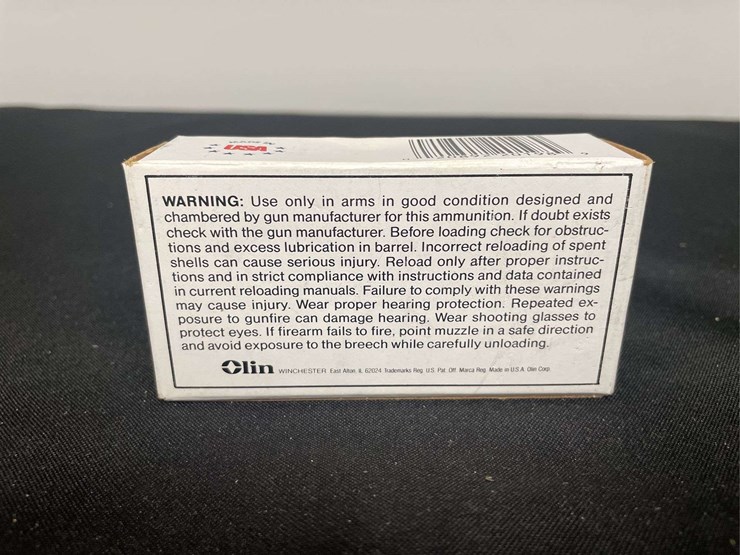 USA
WARNING: Use only in arms in good condition designed and
chambered by gun manufacturer for this ammunition. If doubt exists
check with the gun manufacturer. Before loading check for obstruc-
tions and excess lubrication in barrel. Incorrect reloading of spent
shells can cause serious injury. Reload only after proper instruc-
tions and in strict compliance with instructions and data contained
in current reloading manuals. Failure to comply with these warnings
may cause injury. Wear proper hearing protection. Repeated ex-
posure to gunfire can damage hearing. Wear shooting glasses to
protect eyes. If firearm fails to fire, point muzzle in a safe direction
and avoid exposure to the breech while carefully unloading.
Olin WINCHESTER East Alton, IL 62024 Trademarks Reg. U.S. Pat. Off. Marca Reg. Made in U.S.A. Olin Corp.